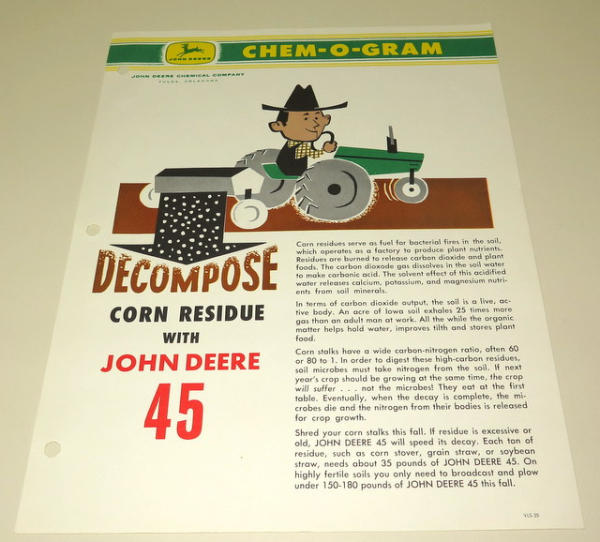 JOHN DEERE
CHEM-O-GRAM
JOHN DEERE CHEMICAL COMPANY
TULSA, OKLAHOMA
DECOMPOSE
CORN RESIDUE
WITH
JOHN DEERE
45
Corn residues serve as fuel for bacterial fires in the soil,
which operates as a factory to produce plant nutrients.
Residues are burned to release carbon dioxide and plant
foods. The carbon dioxode gas dissolves in the soil water
to make carbonic acid. The solvent effect of this acidified
water releases calcium, potassium, and magnesium nutri-
ents from soil minerals.
In terms of carbon dioxide output, the soil is a live, ac-
tive body. An acre of Iowa soil exhales 25 times more
gas than an adult man at work. All the while the organic
matter helps hold water, improves tilth and stores plant
food.
Corn stalks have a wide carbon-nitrogen ratio, often 60
or 80 to 1. In order to digest these high-carbon residues,
soil microbes must take nitrogen from the soil. If next
year's crop should be growing at the same time, the crop
will suffer . . . not the microbes! They eat at the first
table. Eventually, when the decay is complete, the mi-
crobes die and the nitrogen from their bodies is released
for crop growth.
Shred your corn stalks this fall. If residue is excessive or
old, JOHN DEERE 45 will speed its decay. Each ton of
residue, such as corn stover, grain straw, or soybean
straw, needs about 35 pounds of JOHN DEERE 45. On
highly fertile soils you only need to broadcast and plow
under 150-180 pounds of JOHN DEERE 45 this fall.